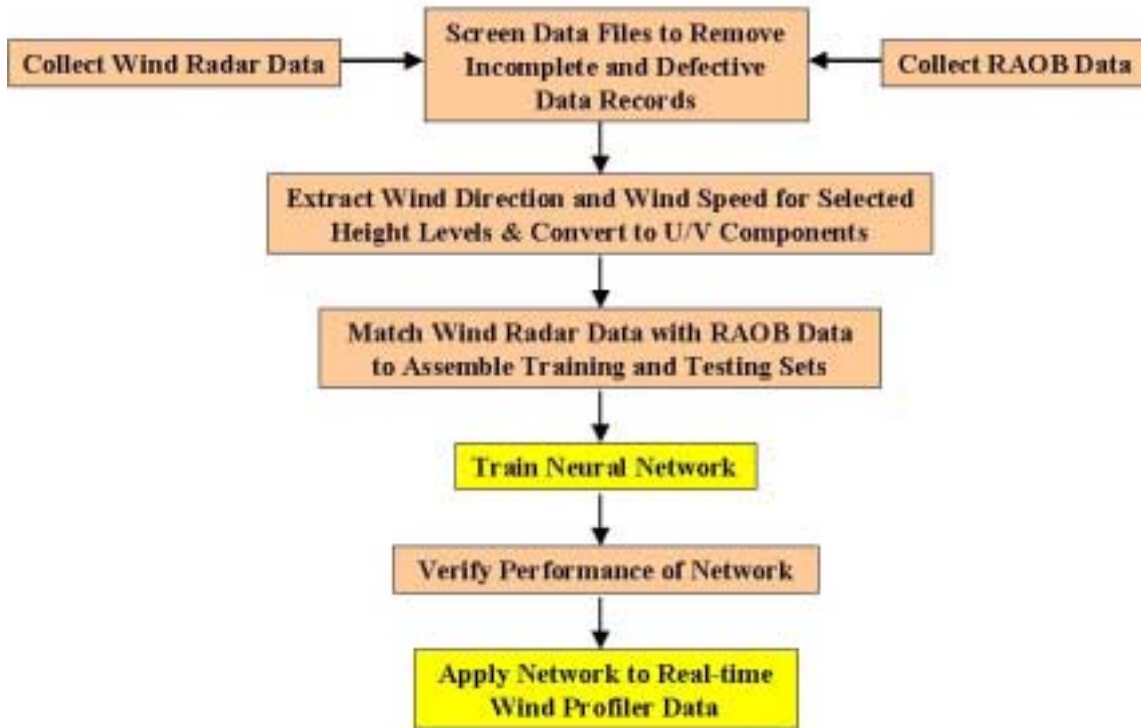 Collect Wind Radar Data
Screen Data Files to Remove
Incomplete and Defective
Data Records
Collect RAOB Data
Extract Wind Direction and Wind Speed for Selected
Height Levels & Convert to U/V Components
Match Wind Radar Data with RAOB Data
to Assemble Training and Testing Sets
Train Neural Network
Verify Performance of Network
Apply Network to Real-time
Wind Profiler Data